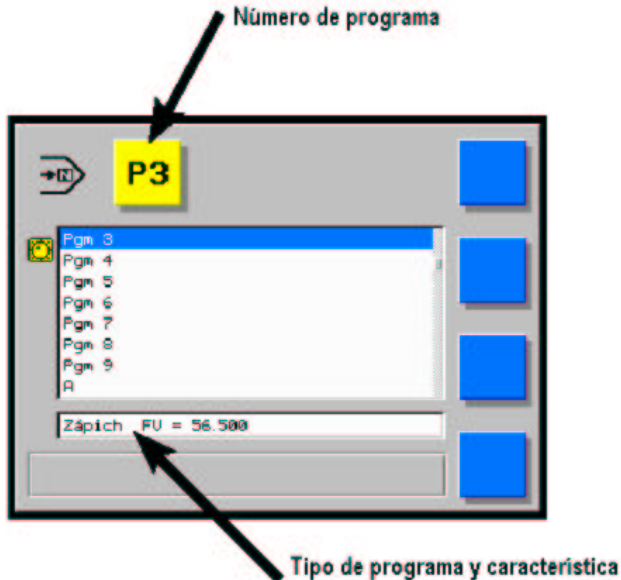 Número de programa
N
P3
Pgm 3
Pgm 4
Pgm 5
Pgm 6
Pgm 7
Pgm 8
Pgm 9
A
Zápich FV = 56.500
Tipo de programa y característica